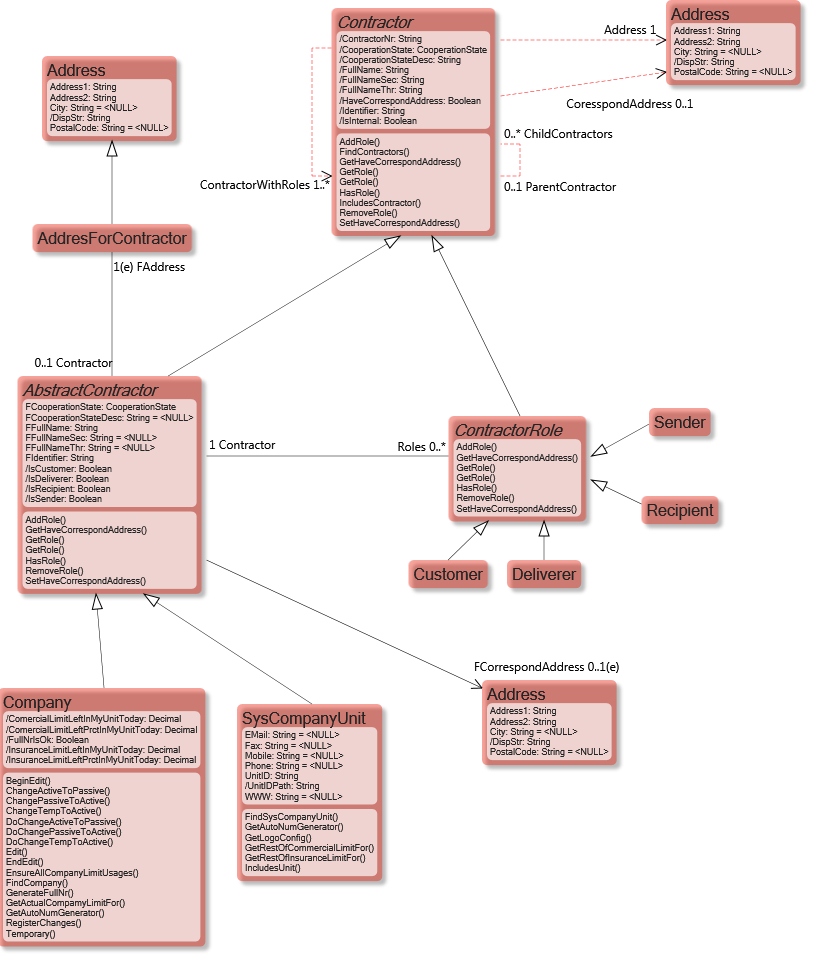 Contractor
/ContractorNr: String
/CooperationState: CooperationState
/CooperationStateDesc: String
/FullName: String
/FullNameSec: String
/FullNameThr: String
/HaveCorrespondAddress: Boolean
/Identifier: String
/IsInternal: Boolean
AddRole()
FindContractors()
GetHaveCorrespondAddress()
GetRole()
GetRole()
HasRole()
IncludesContractor()
RemoveRole()
SetHaveCorrespondAddress()
Address 1
CoresspondAddress 0..1
0..* ChildContractors
0..1 ParentContractor
ContractorWithRoles 1..*
Address
Address1: String
Address2: String
City: String = <NULL>
/DispStr: String
PostalCode: String = <NULL>
Address
Address1: String
Address2: String
City: String = <NULL>
/DispStr: String
PostalCode: String = <NULL>
AddresForContractor
1(e) FAddress
0..1 Contractor
AbstractContractor
FCooperationState: CooperationState
FCooperationStateDesc: String = <NULL>
FFullName: String
FFullNameSec: String = <NULL>
FFullNameThr: String = <NULL>
FIdentifier: String
/IsCustomer: Boolean
/IsDeliverer: Boolean
/IsRecipient: Boolean
/IsSender: Boolean
AddRole()
GetHaveCorrespondAddress()
GetRole()
GetRole()
HasRole()
RemoveRole()
SetHaveCorrespondAddress()
1 Contractor
Roles 0..*
ContractorRole
AddRole()
GetHaveCorrespondAddress()
GetRole()
GetRole()
HasRole()
RemoveRole()
SetHaveCorrespondAddress()
Sender
Recipient
Customer
Deliverer
FCorrespondAddress 0..1(e)
Address
Address1: String
Address2: String
City: String = <NULL>
/DispStr: String
PostalCode: String = <NULL>
Company
/ComercialLimitLeftInMyUnitToday: Decimal
/ComercialLimitLeftPrctInMyUnitToday: Decimal
/FullNrIsOk: Boolean
/InsuranceLimitLeftInMyUnitToday: Decimal
/InsuranceLimitLeftPrctInMyUnitToday: Decimal
BeginEdit()
ChangeActiveToPassive()
ChangePassiveToActive()
ChangeTempToActive()
DoChangeActiveToPassive()
DoChangePassiveToActive()
DoChangeTempToActive()
Edit()
EndEdit()
EnsureAllCompanyLimitUsages()
FindCompany()
GenerateFullNr()
GetActualCompamyLimitFor()
GetAutoNumGenerator()
RegisterChanges()
Temporary()
SysCompanyUnit
EMail: String = <NULL>
Fax: String = <NULL>
Mobile: String = <NULL>
Phone: String = <NULL>
UnitID: String
/UnitIDPath: String
WWW: String = <NULL>
FindSysCompanyUnit()
GetAutoNumGenerator()
GetLogoConfig()
GetRestOfCommercialLimitFor()
GetRestOfInsuranceLimitFor()
IncludesUnit()